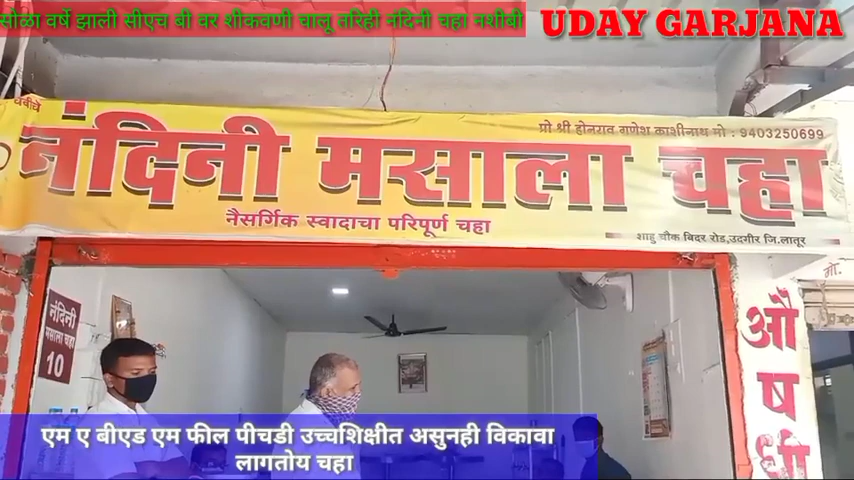 सोळा वर्षे झाली सीएच बी वर शीकवणी चालू तरिही नंदिनी चहा नशीबी
UDAY GARJANA
चवीचे
प्रो श्री होनराव गणेश काशीनाथ मो : 9403250699
नंदिनी मसाला चहा
नैसर्गिक स्वादाचा परिपूर्ण चहा
शाहु चौक बिदर रोड,उदगीर जि.लातूर
मो.
नंदिनी
मसाला चहा
10
औ
ष
धी
एम ए बीएड एम फील पीचडी उच्चशिक्षीत असुनही विकावा
लागतोय चहा